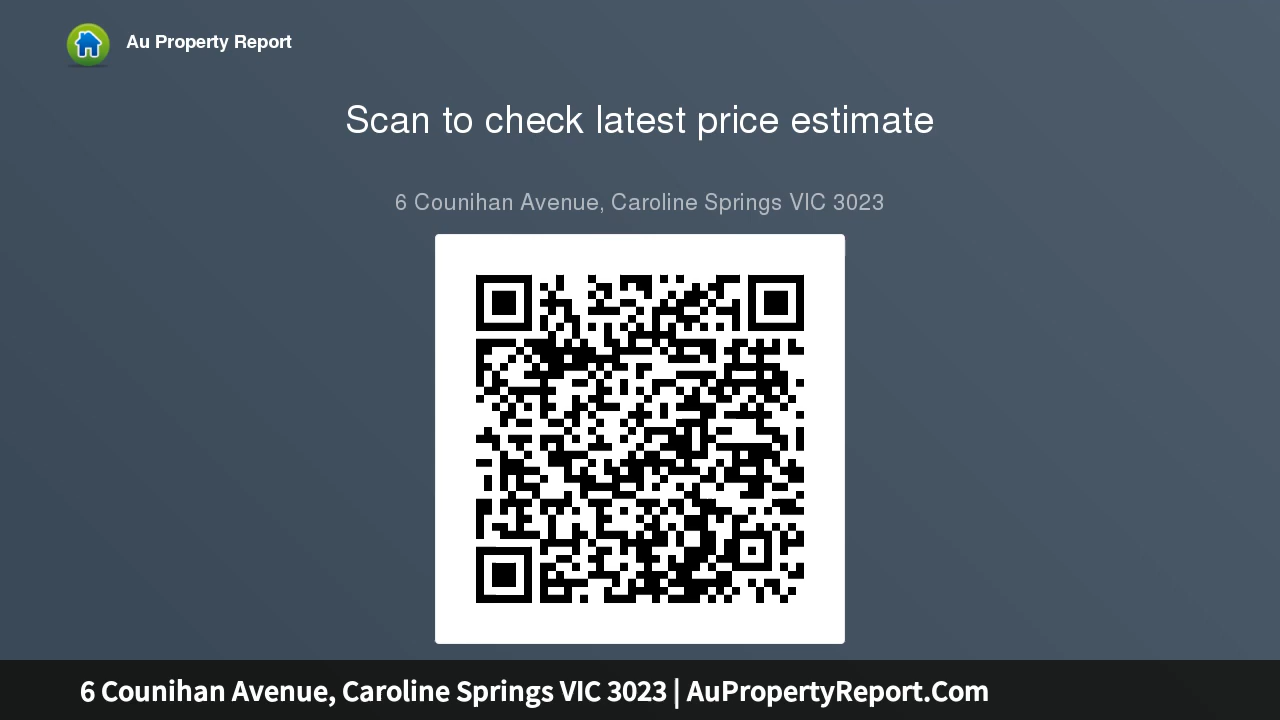 Au Property Report
Scan to check latest price estimate
6 Counihan Avenue, Caroline Springs VIC 3023
6 Counihan Avenue, Caroline Springs VIC 3023 | AuPropertyReport.Com